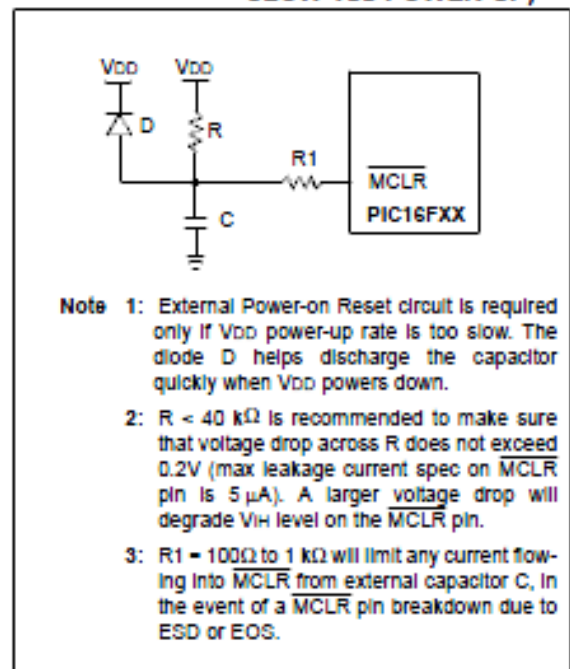 VDD VDD
D
R
R1
MCLR
C
PIC16FXX
Note 1: External Power-on Reset circuit is required
only if VDD power-up rate is too slow. The
diode D helps discharge the capacitor
quickly when VDD powers down.
2: R < 40 kΩ is recommended to make sure
that voltage drop across R does not exceed
0.2V (max leakage current spec on MCLR
pin is 5 μA). A larger voltage drop will
degrade VIH level on the MCLR pin.
3: R1 = 100Ω to 1 kΩ will limit any current flow-
ing into MCLR from external capacitor C, in
the event of a MCLR pin breakdown due to
ESD or EOS.